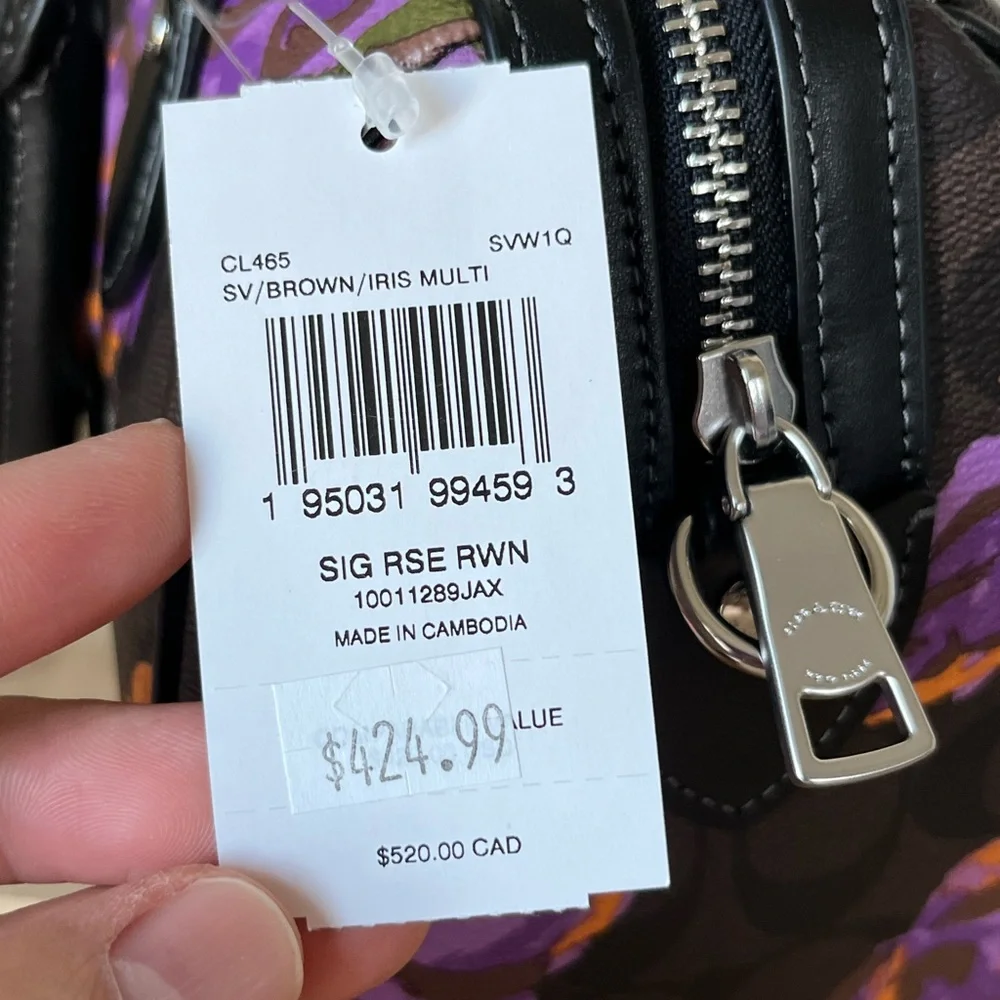 CL465 SVW1Q
SV/BROWN/IRIS MULTI
1 95031 99459 3
SIG RSE RWN
10011289JAX
MADE IN CAMBODIA
$424.99
$520.00 CAD